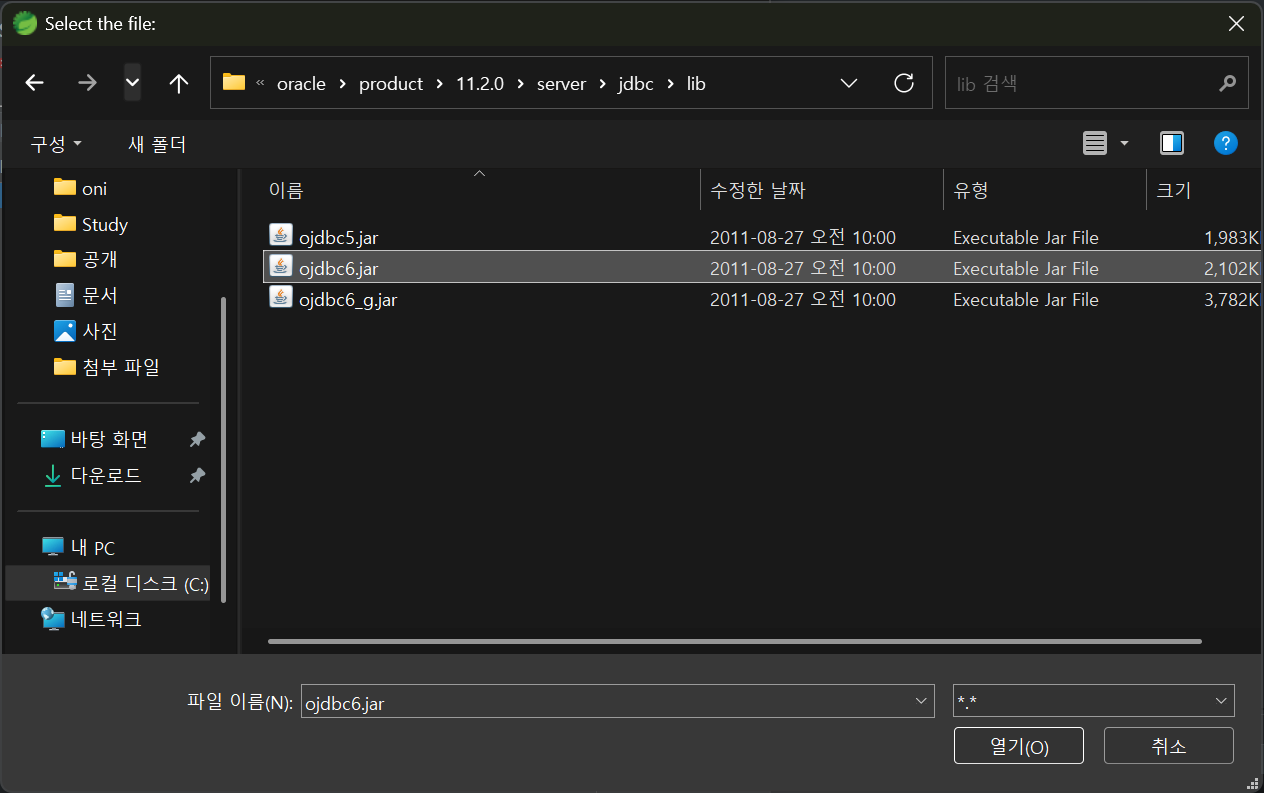 Select the file:
« oracle › product › 11.2.0 › server › jdbc › lib
lib 검색
구성
새 폴더
oni
Study
공개
문서
사진
첨부 파일
바탕 화면
다운로드
내 PC
로컬 디스크 (C:)
네트워크
이름 수정한 날짜 유형 크기
ojdbc5.jar 2011-08-27 오전 10:00 Executable Jar File 1,983K
ojdbc6.jar 2011-08-27 오전 10:00 Executable Jar File 2,102K
ojdbc6_g.jar 2011-08-27 오전 10:00 Executable Jar File 3,782K
파일 이름(N): ojdbc6.jar
*.*
열기(O)
취소